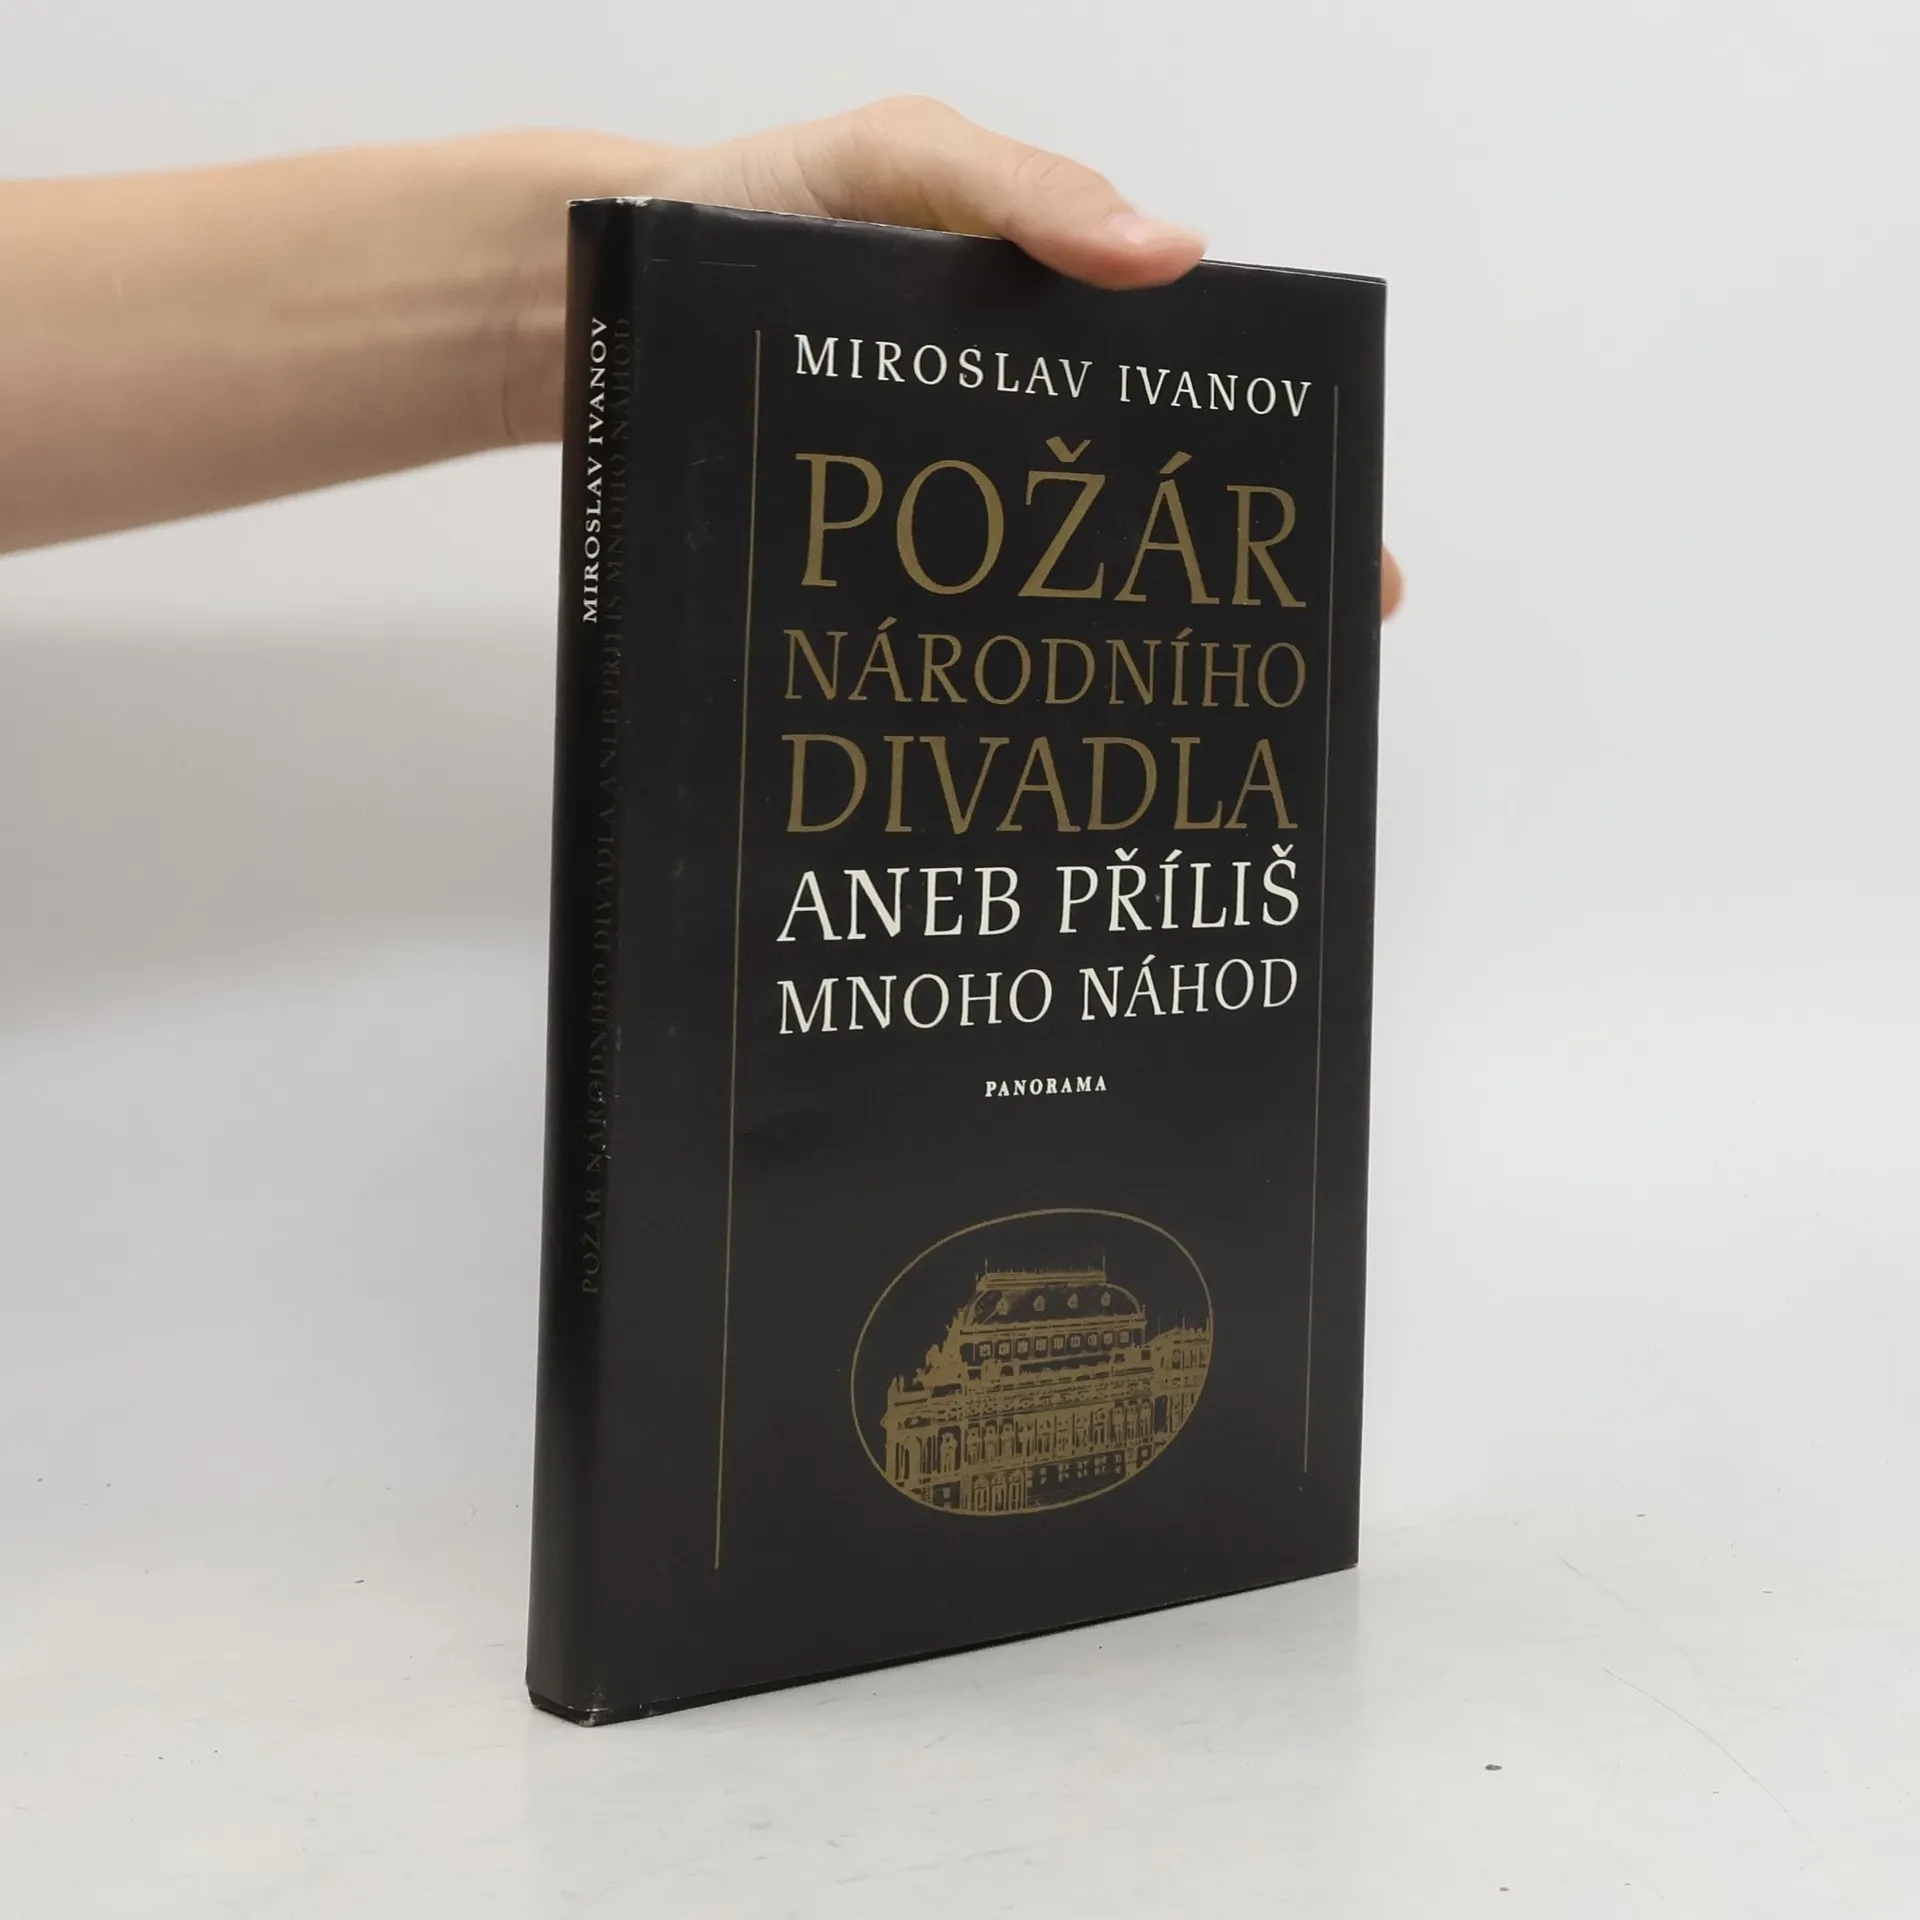 MIROSLAV IVANOV
POŽÁR NÁRODNÍHO DIVADLA ANEB PŘÍLIŠ MNOHO NÁHOD
MIROSLAV IVANOV
POŽÁR
NÁRODNÍHO
DIVADLA
ANEB PŘÍLIŠ
MNOHO NÁHOD
PANORAMA